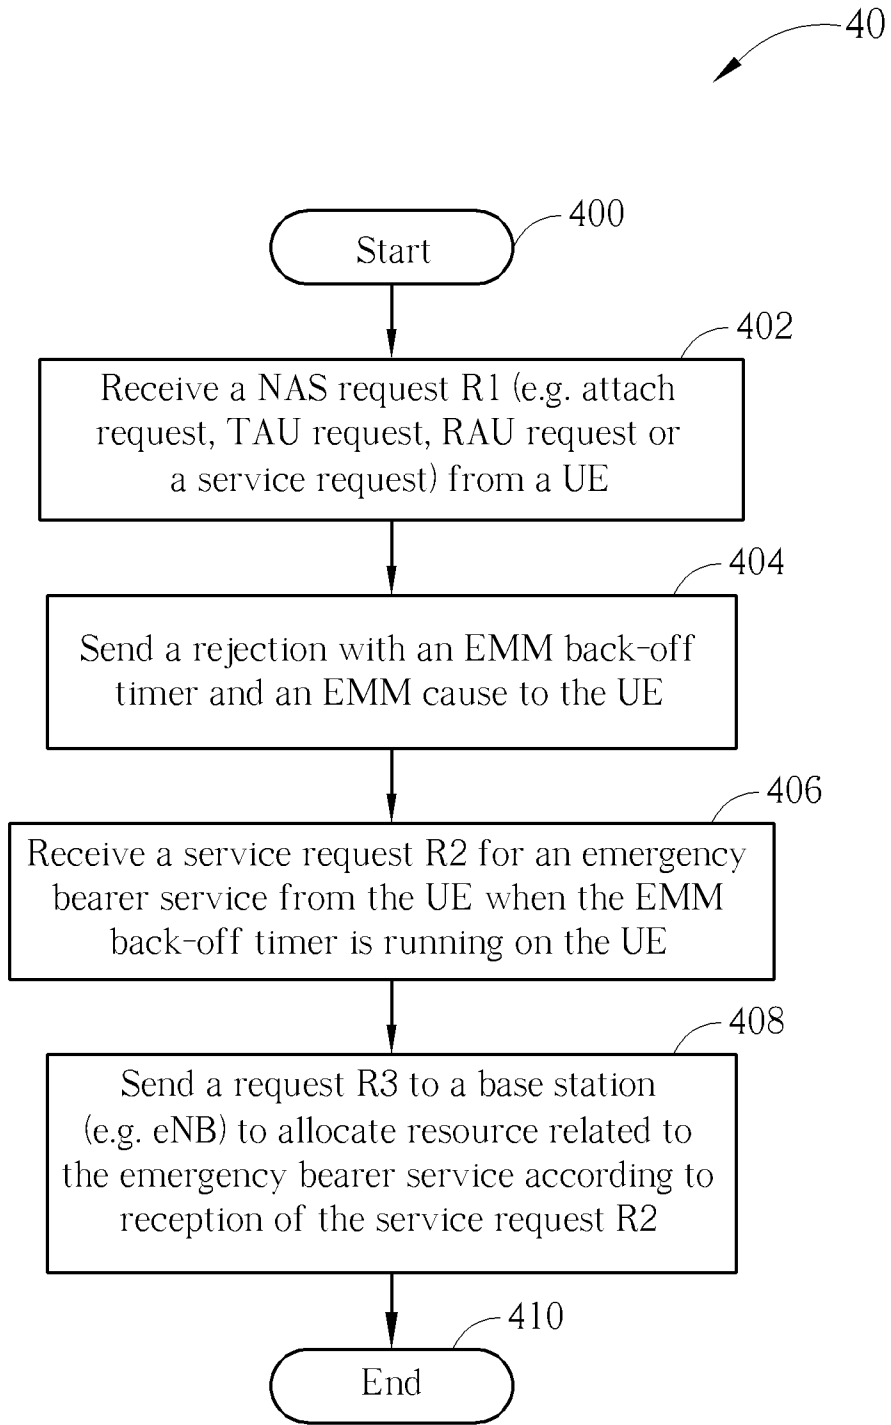 40
400
Start
402
Receive a NAS request R1 (e.g. attach
request, TAU request, RAU request or
a service request) from a UE
404
Send a rejection with an EMM back-off
timer and an EMM cause to the UE
406
Receive a service request R2 for an emergency
bearer service from the UE when the EMM
back-off timer is running on the UE
408
Send a request R3 to a base station
(e.g. eNB) to allocate resource related to
the emergency bearer service according to
reception of the service request R2
410
End